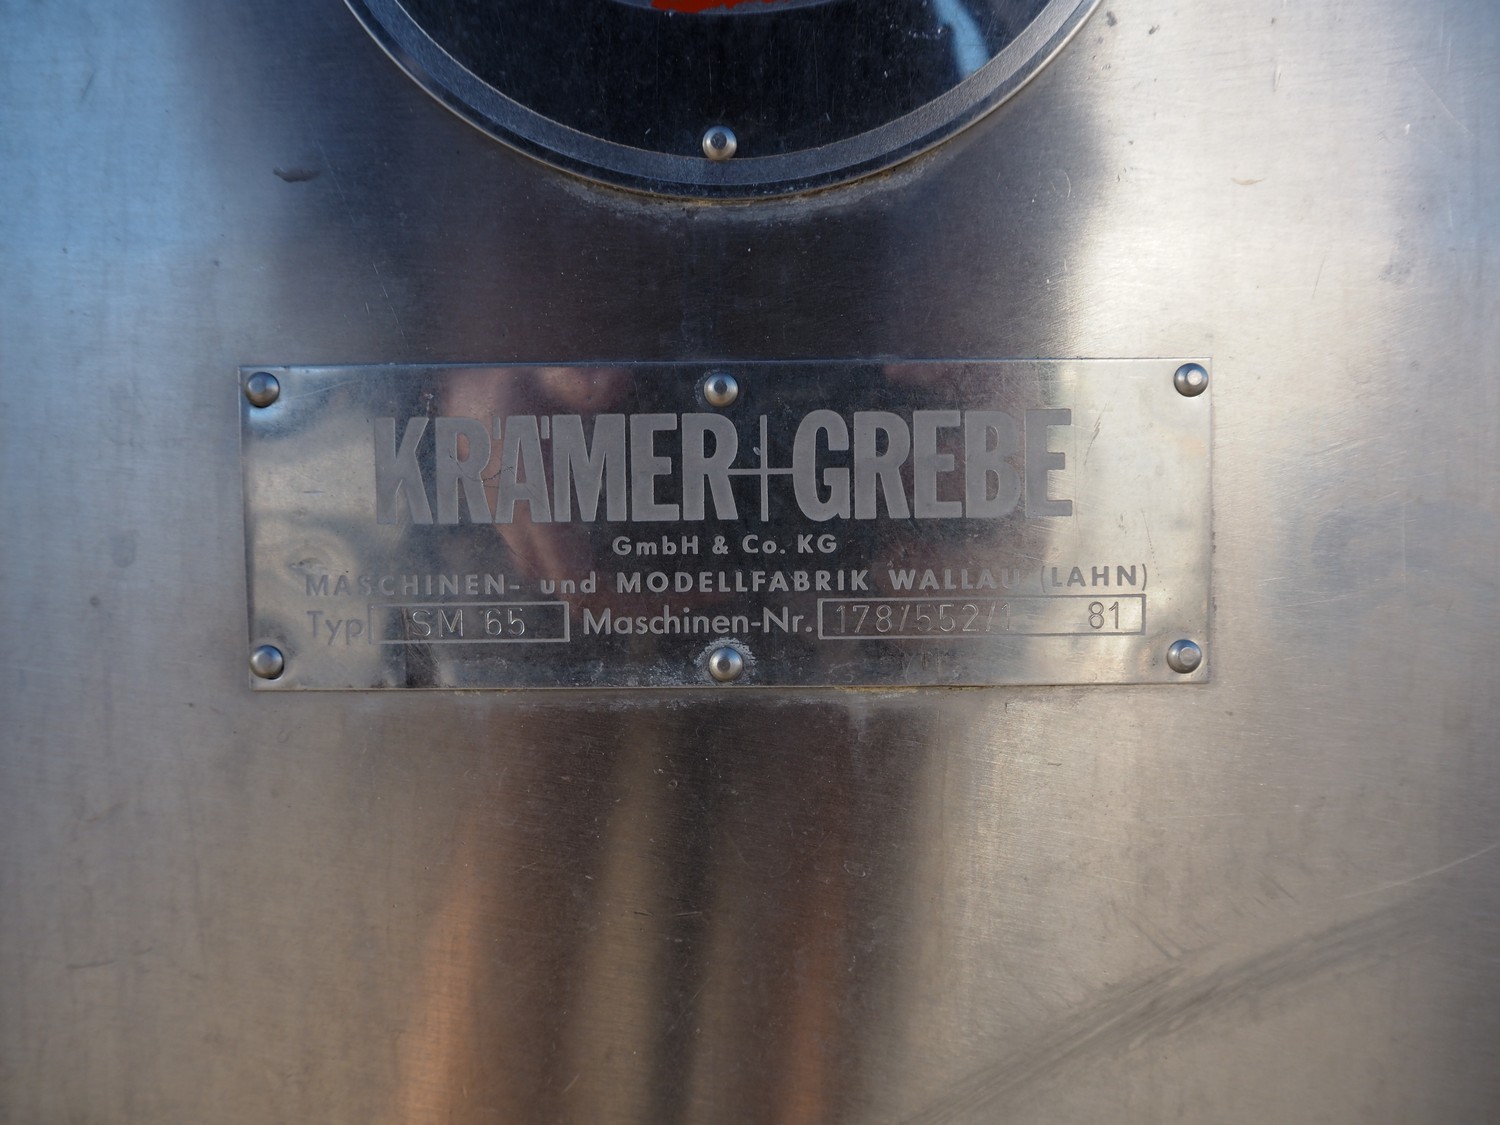 KRÄMER+GREBE
GmbH & Co. KG
MASCHINEN- und MODELLFABRIK WALLAU (LAHN)
Typ SM 65 Maschinen-Nr. 178/552/1 81